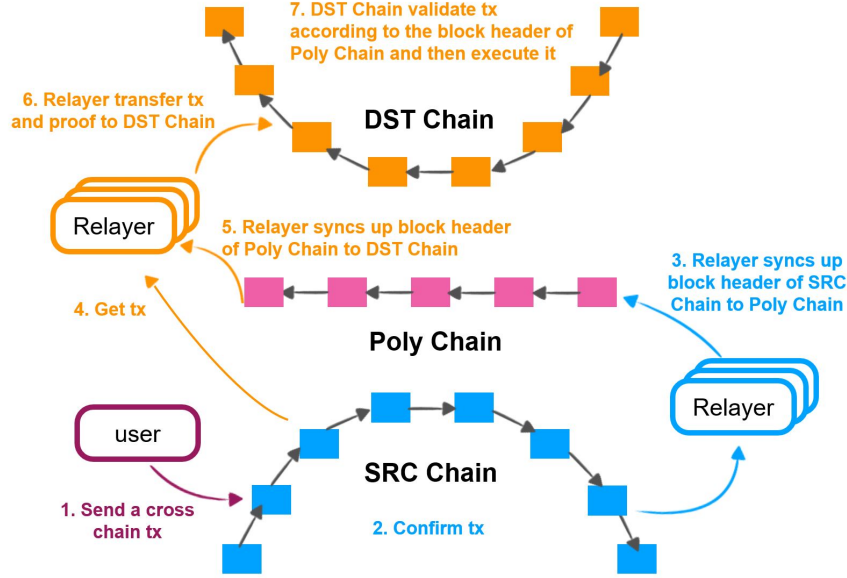 7. DST Chain validate tx
according to the block header of
Poly Chain and then execute it
6. Relayer transfer tx
and proof to DST Chain
DST Chain
Relayer
5. Relayer syncs up block header
of Poly Chain to DST Chain
3. Relayer syncs up
block header of SRC
Chain to Poly Chain
4. Get tx
Poly Chain
Relayer
user
SRC Chain
1. Send a cross
chain tx
2. Confirm tx